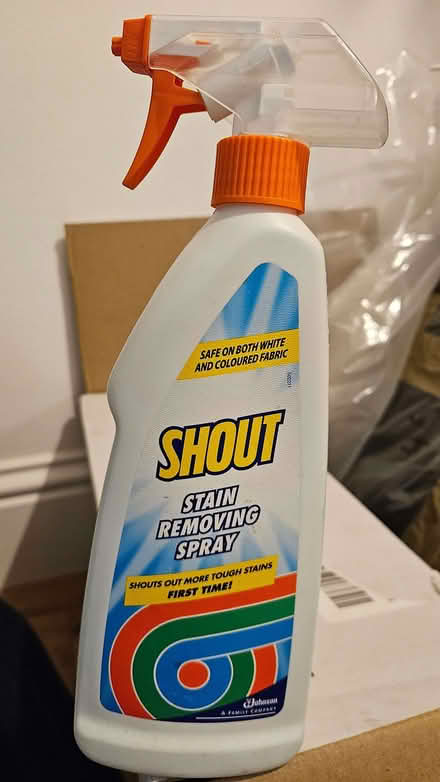 SAFE ON BOTH WHITE
AND COLOURED FABRIC
SHOUT
STAIN
REMOVING
SPRAY
SHOUTS OUT MORE TOUGH STAINS
FIRST TIME!
Johnson
A FAMILY COMPANY